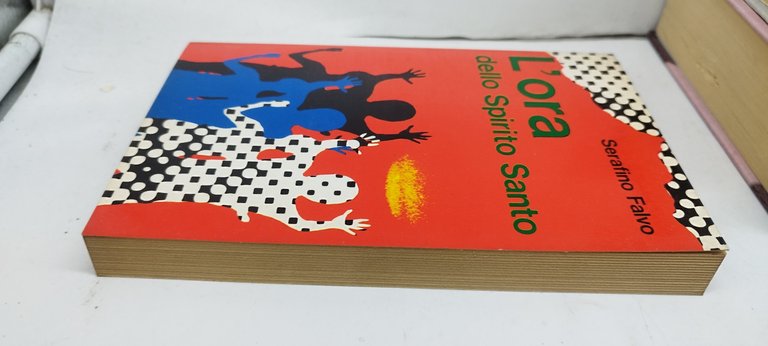 Serafino Falvo
L'ora
dello Spirito Santo